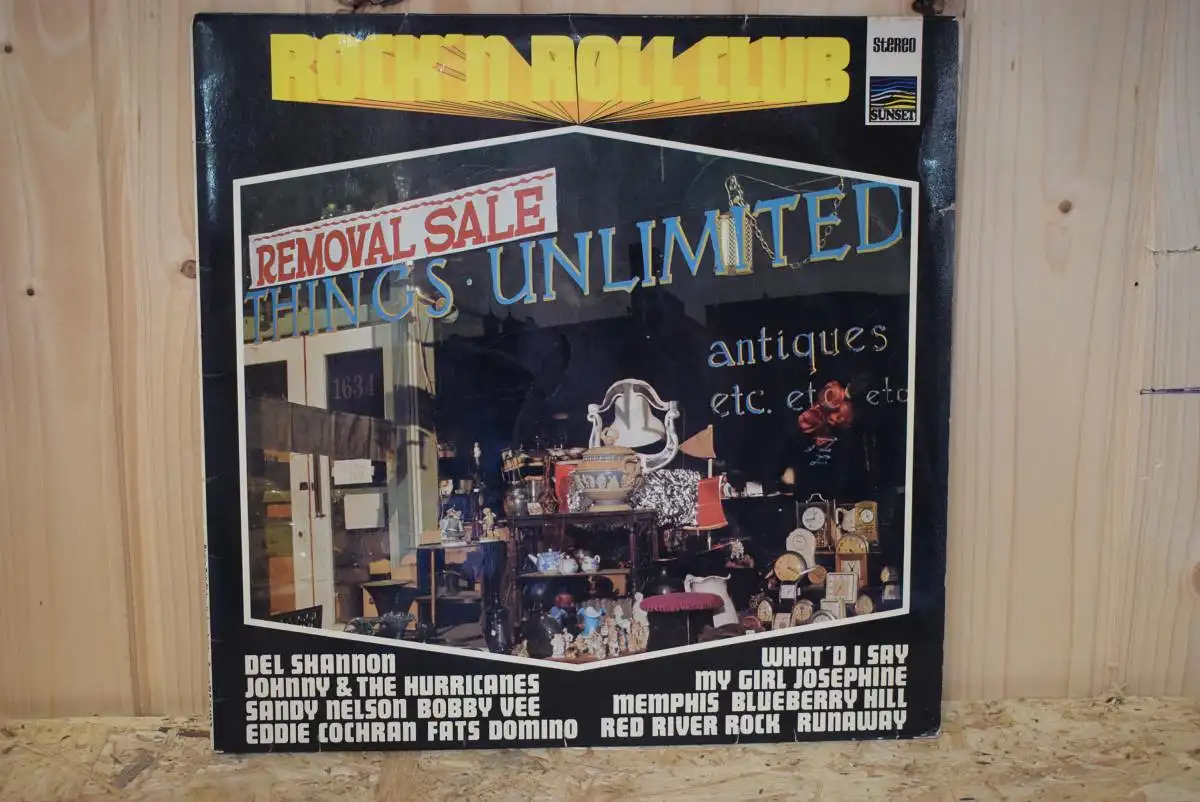 ROCK'N ROLL CLUB
Stereo
SUNSET
REMOVAL SALE
THINGS · UNLIMITED
antiques
etc. etc. etc
1634
DEL SHANNON
JOHNNY & THE HURRICANES
SANDY NELSON BOBBY VEE
EDDIE COCHRAN FATS DOMINO
WHAT'D I SAY
MY GIRL JOSEPHINE
MEMPHIS BLUEBERRY HILL
RED RIVER ROCK RUNAWAY